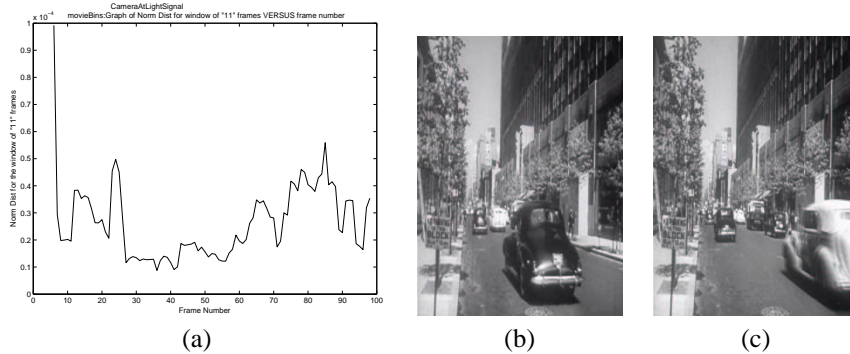 CameraAtLightSignal
movieBins:Graph of Norm Dist for window of "11" frames VERSUS frame number
x 10⁻⁴
Norm Dist for the window of "11" frames
1
0.9
0.8
0.7
0.6
0.5
0.4
0.3
0.2
0.1
0
0 10 20 30 40 50 60 70 80 90 100
Frame Number
BLOCK
BLOCK
(a) (b) (c)